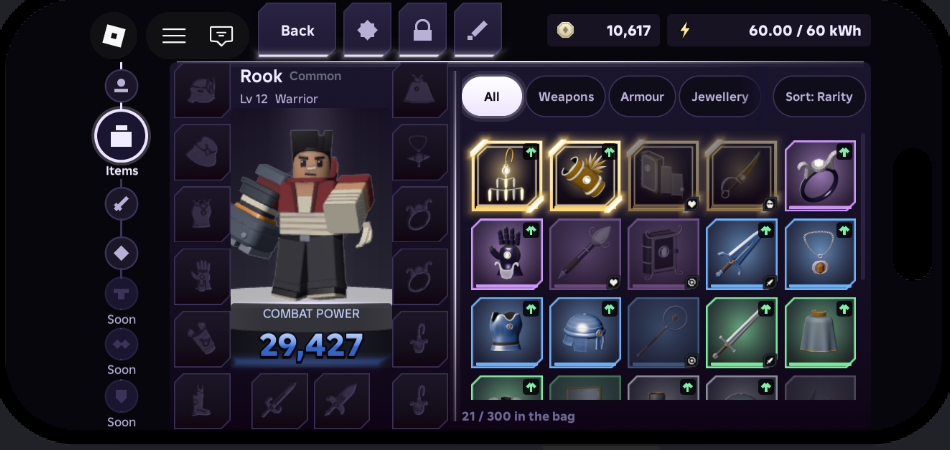 Back
10,617
60.00 / 60 kWh
Rook Common
Lv 12 Warrior
All
Weapons
Armour
Jewellery
Sort: Rarity
Items
Soon
Soon
Soon
COMBAT POWER
29,427
21 / 300 in the bag